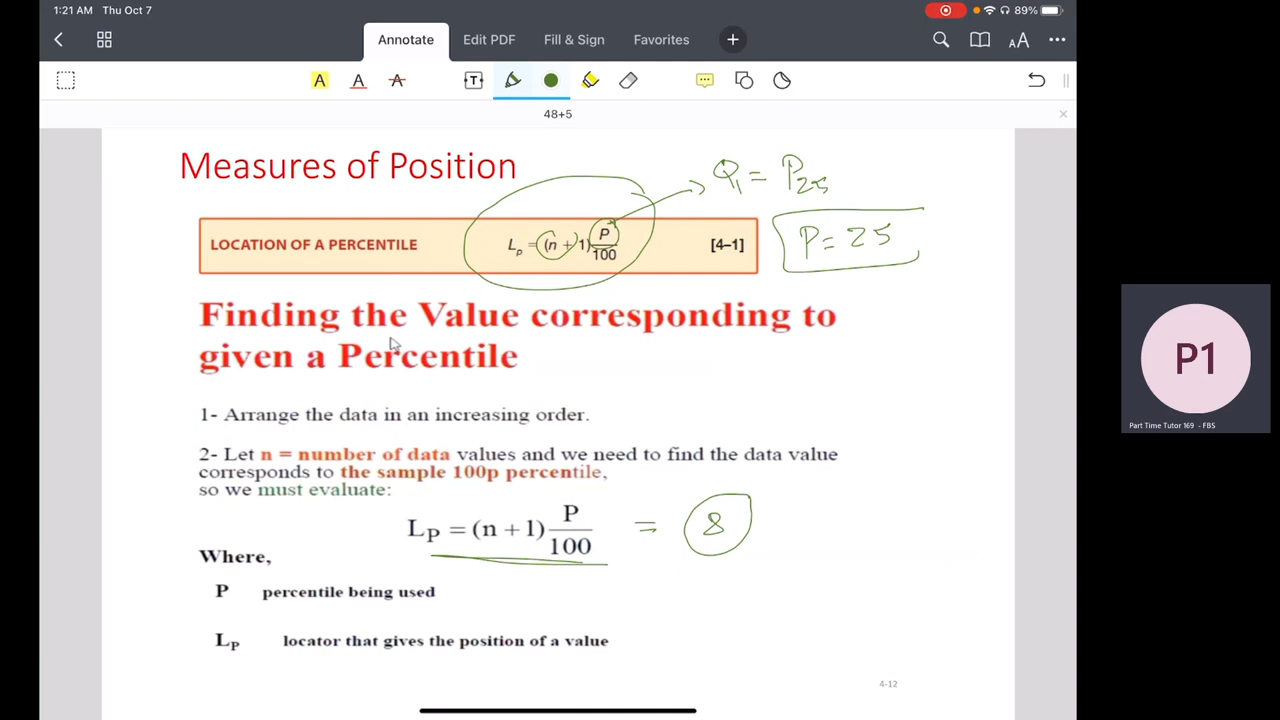 1:21 AM Thu Oct 7
89%
Annotate Edit PDF Fill & Sign Favorites
A A A T AA
48+5
Measures of Position
Q1 = P25
LOCATION OF A PERCENTILE Lp = (n + 1) P/100 [4–1]
P = 25
Finding the Value corresponding to
given a Percentile
1- Arrange the data in an increasing order.
2- Let n = number of data values and we need to find the data value
corresponds to the sample 100p percentile,
so we must evaluate:
LP = (n + 1) P/100 = 8
Where,
P percentile being used
LP locator that gives the position of a value
4-12
P1
Part Time Tutor 169 - FBS